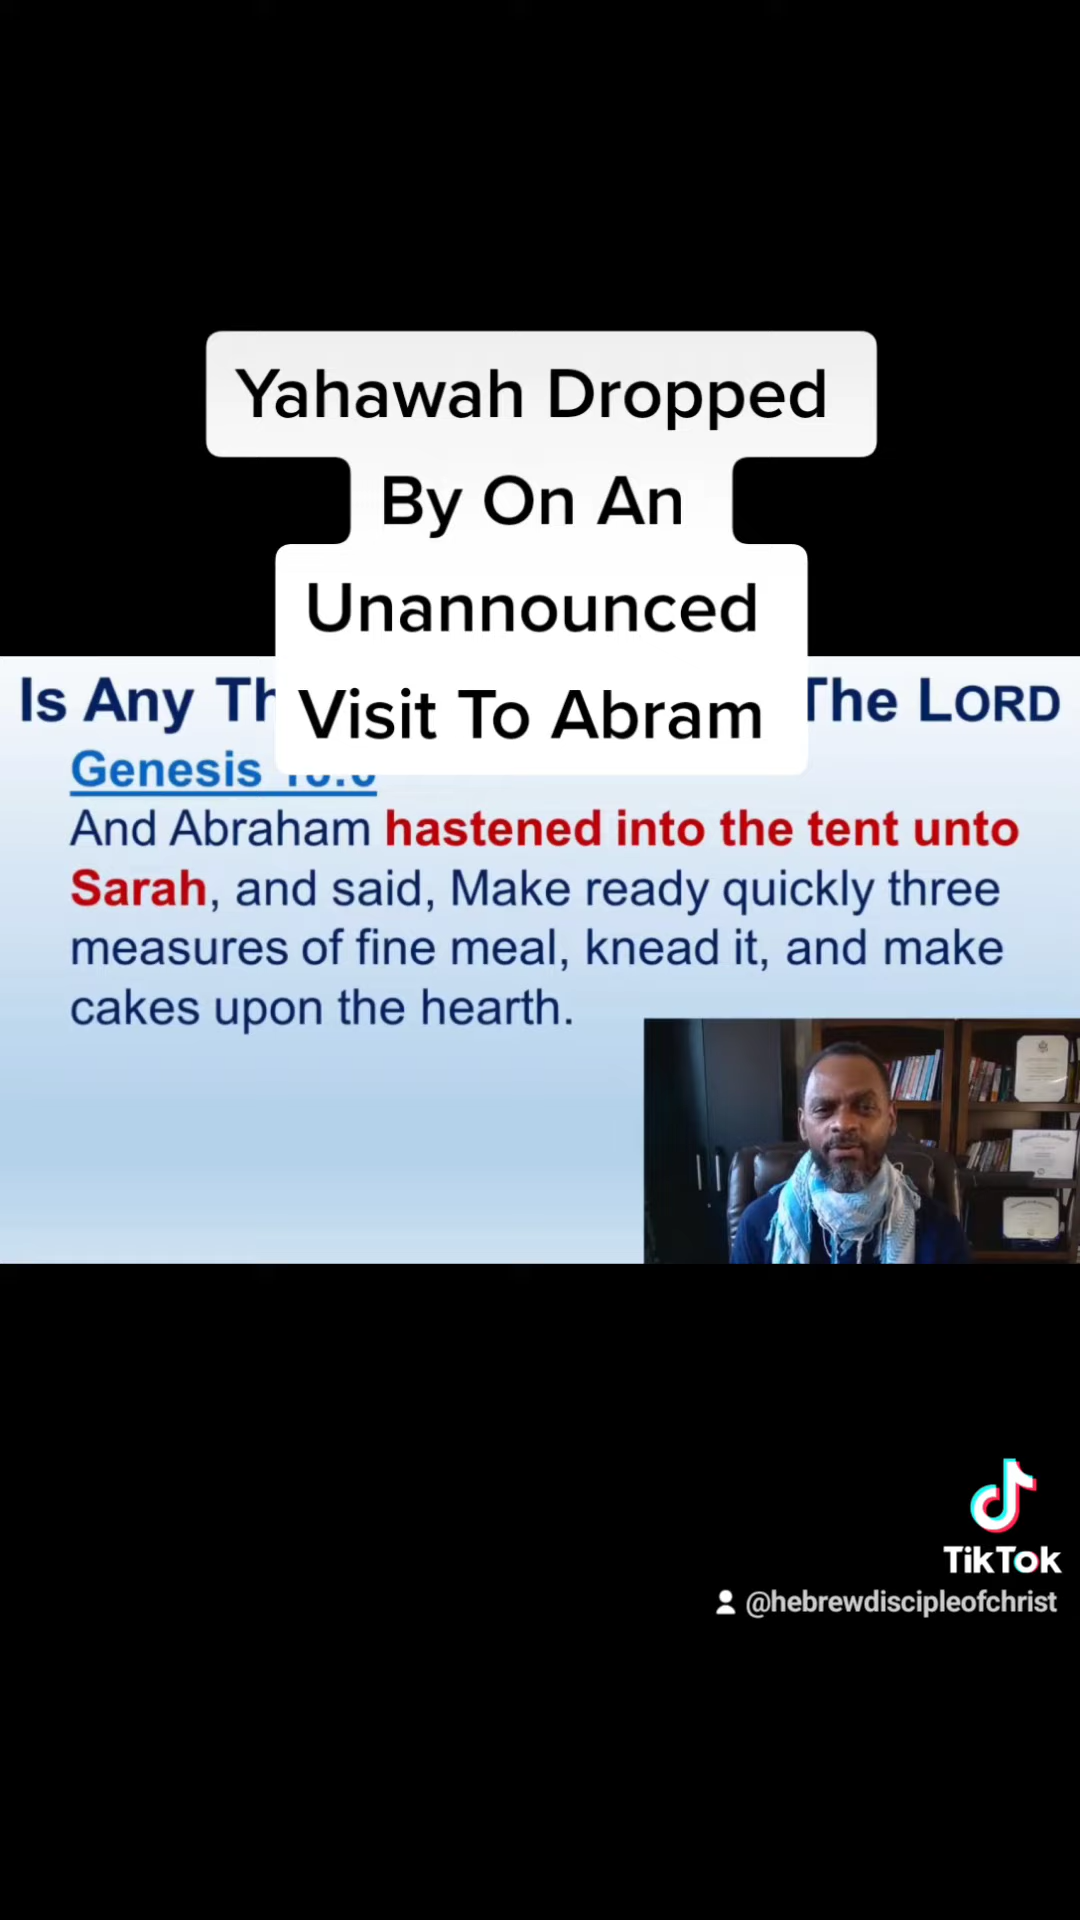 Yahawah Dropped
By On An
Unannounced
Visit To Abram
Is Any The LORD
Genesis
And Abraham hastened into the tent unto
Sarah, and said, Make ready quickly three
measures of fine meal, knead it, and make
cakes upon the hearth.
TikTok
@hebrewdiscipleofchrist